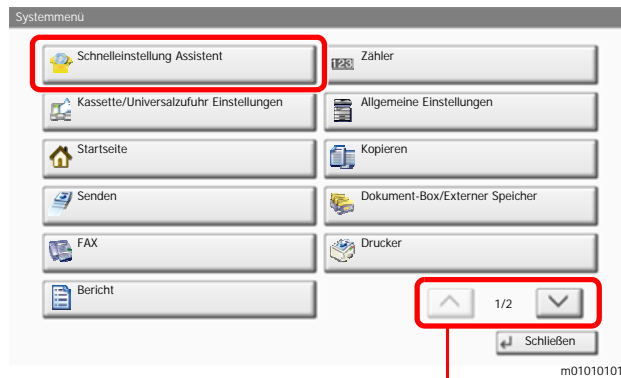 Systemmenü
Schnelleinstellung Assistent
123 Zähler
Kassette/Universalzufuhr Einstellungen
Allgemeine Einstellungen
Startseite
Kopieren
Senden
Dokument-Box/Externer Speicher
FAX
Drucker
Bericht
1/2
Schließen
m01010101